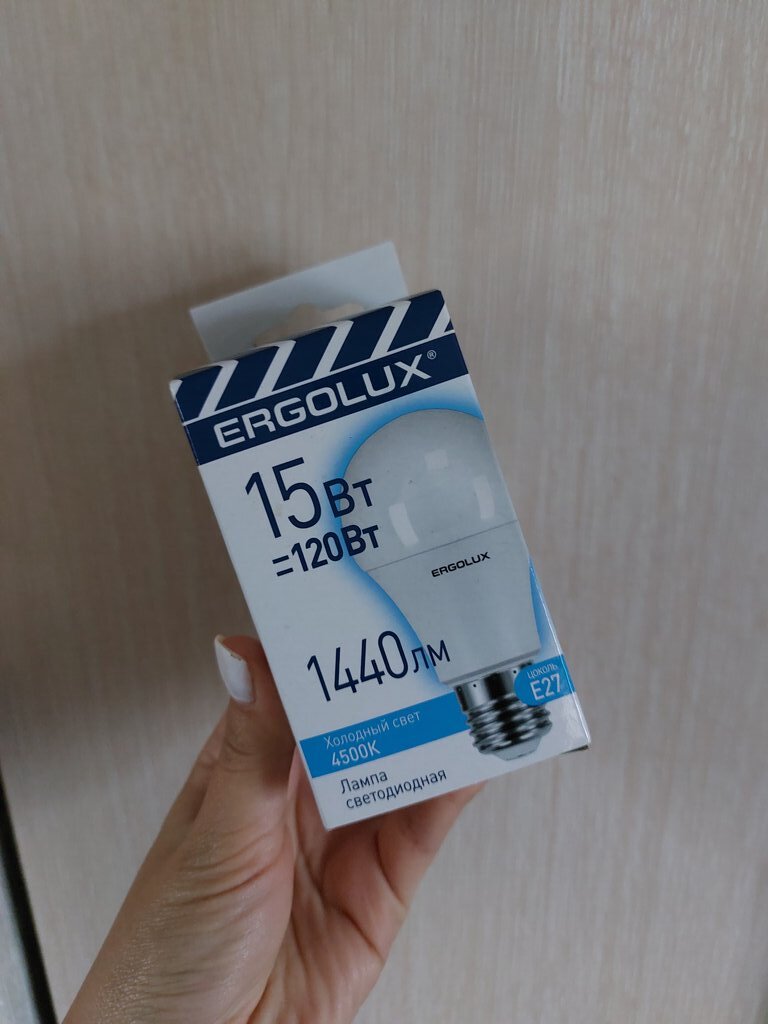 ERGOLUX®
15Вт
=120Вт
ERGOLUX
1440лм
цоколь
E27
Холодный свет
4500K
Лампа
светодиодная